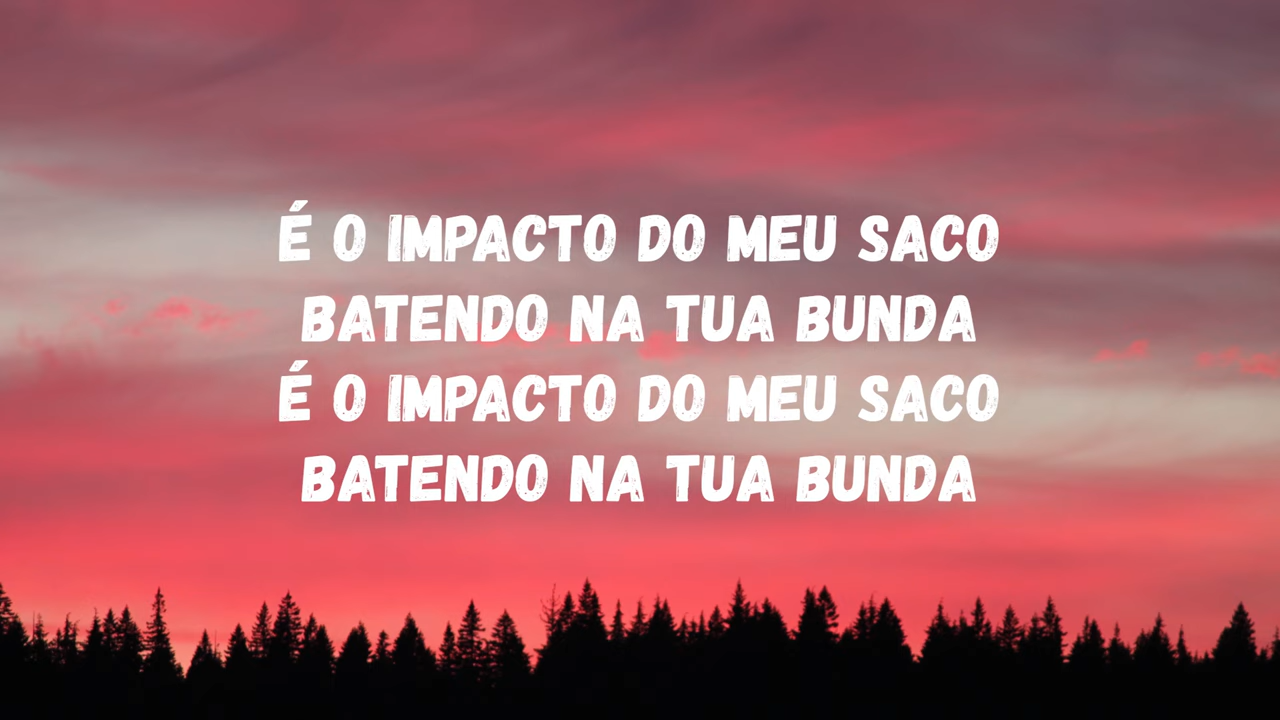 É O IMPACTO DO MEU SACO
BATENDO NA TUA BUNDA
É O IMPACTO DO MEU SACO
BATENDO NA TUA BUNDA